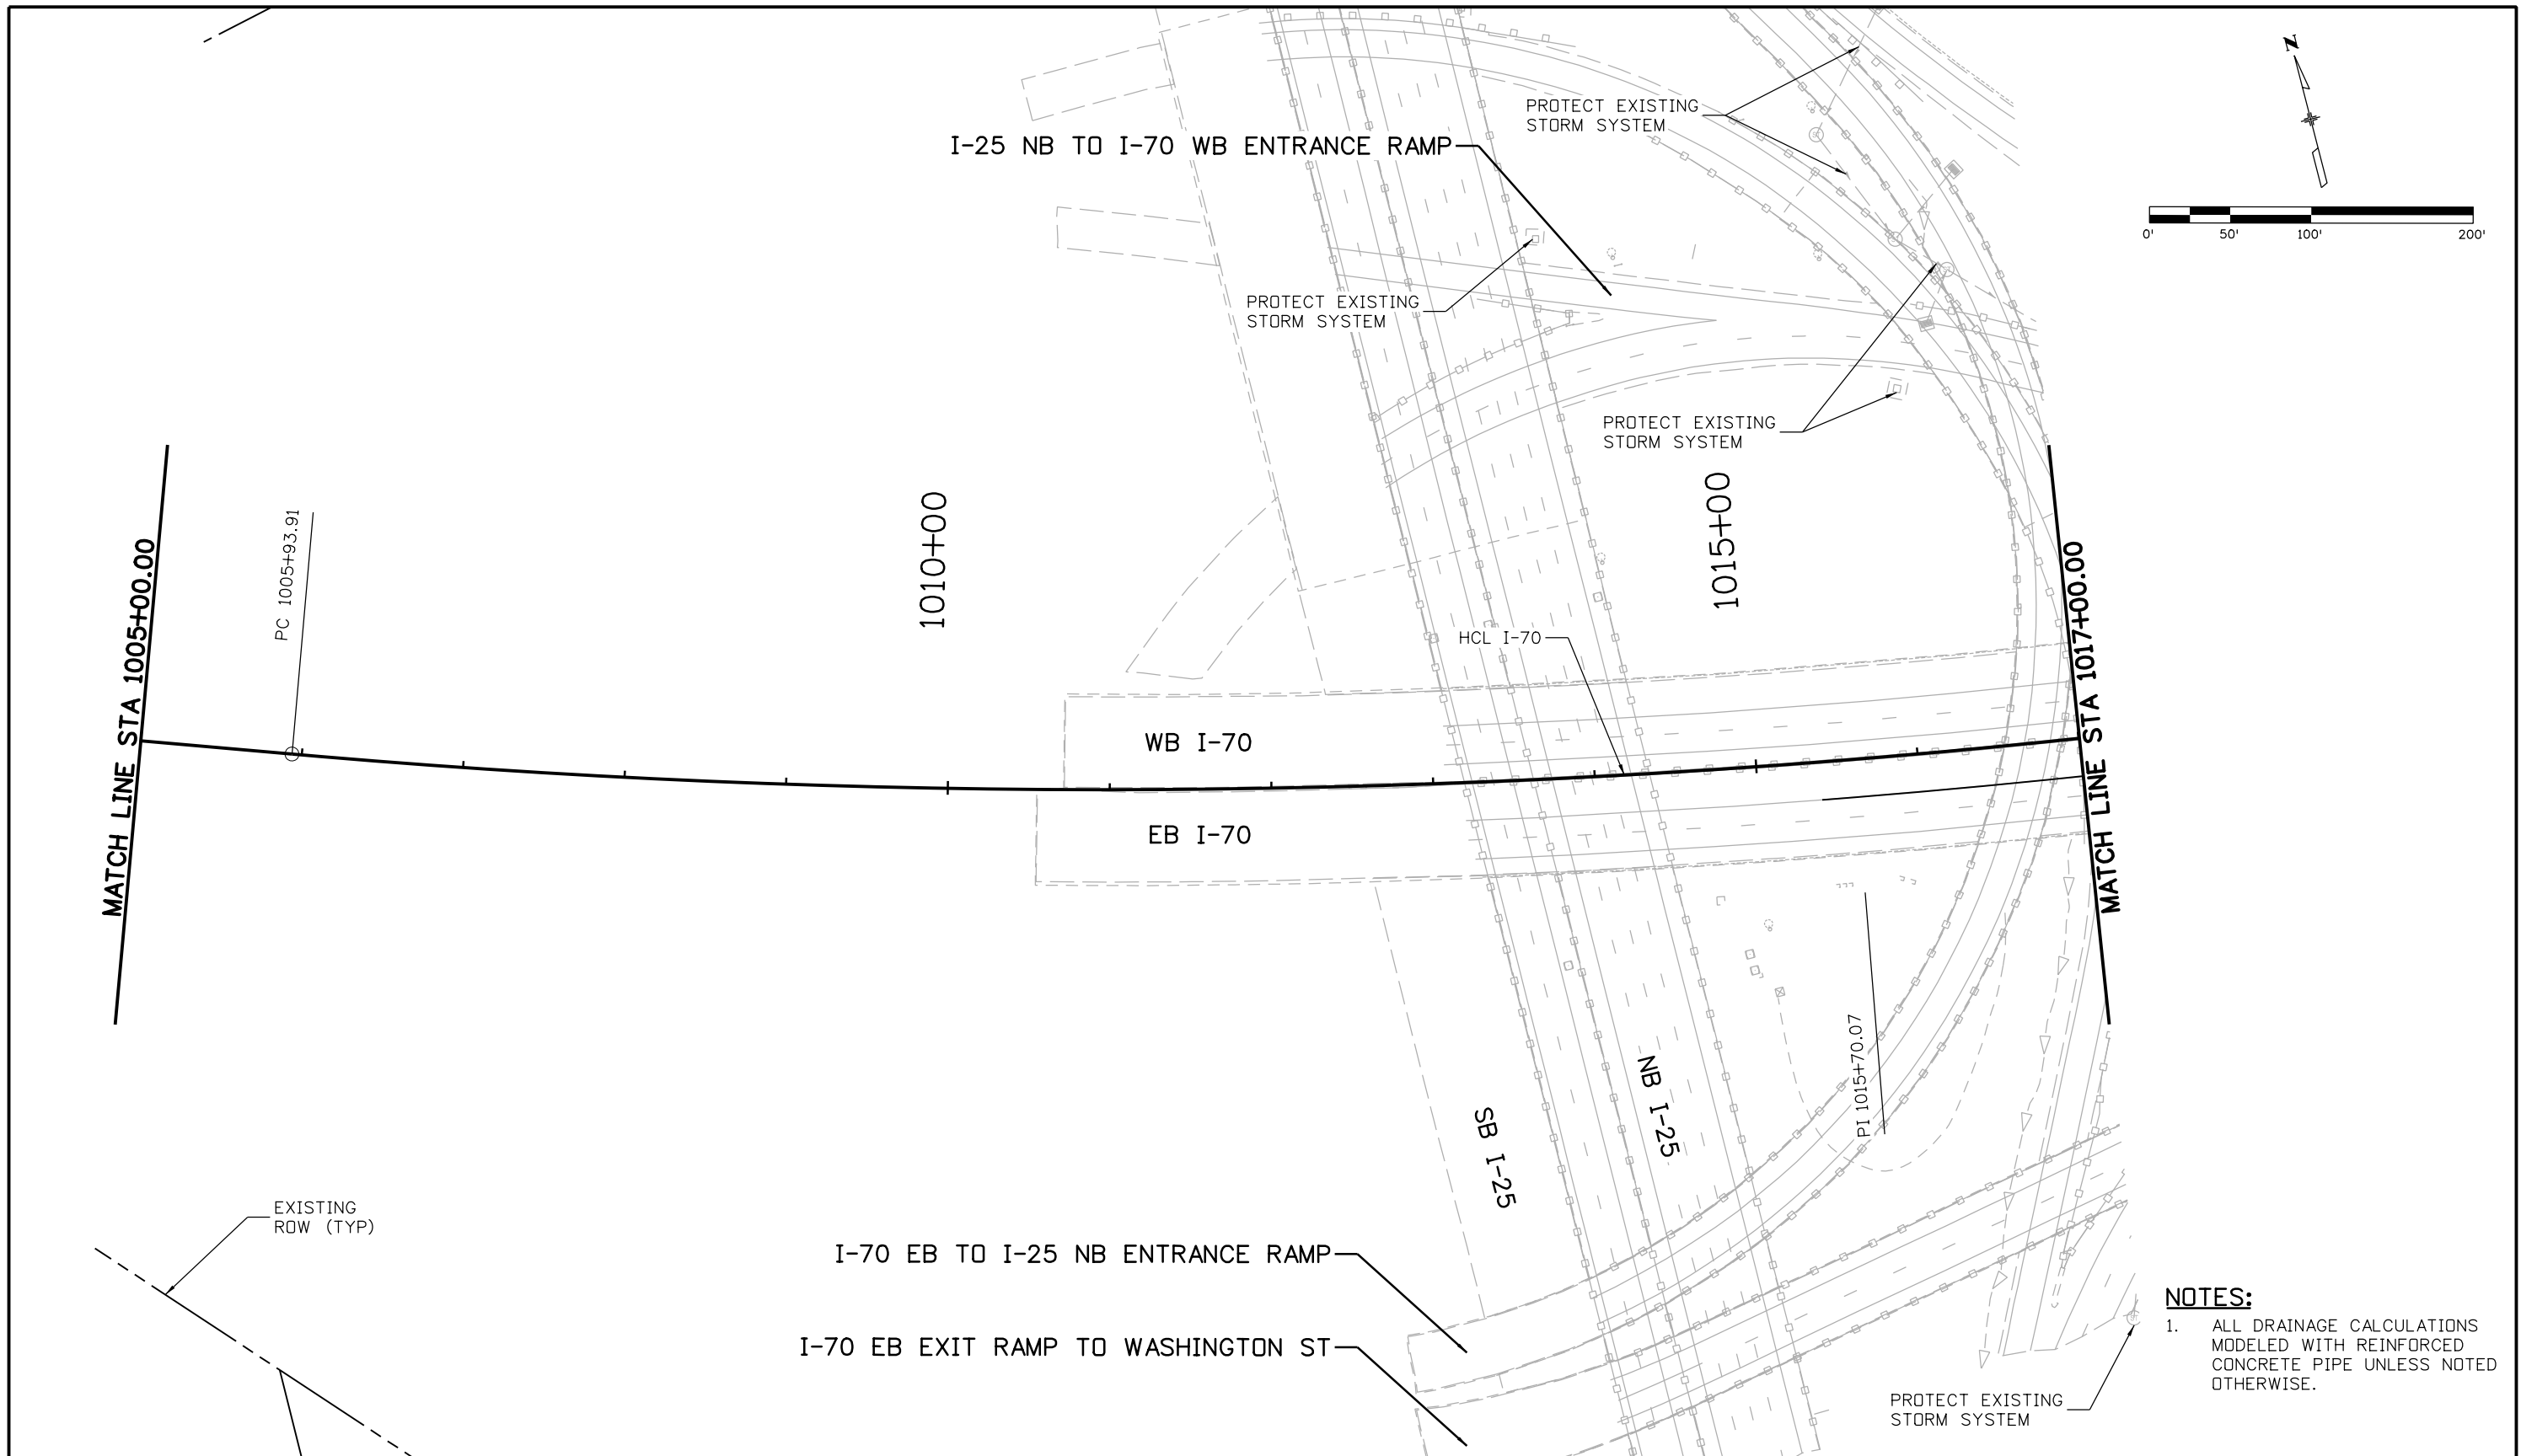 N
0'
50'
100'
200'
PROTECT EXISTING
STORM SYSTEM
I-25 NB TO I-70 WB ENTRANCE RAMP
PROTECT EXISTING
STORM SYSTEM
PROTECT EXISTING
STORM SYSTEM
MATCH LINE STA 1005+00.00
PC 1005+93.91
1010+00
1015+00
HCL I-70
MATCH LINE STA 1017+00.00
WB I-70
EB I-70
SB I-25
NB I-25
PI 1015+70.07
EXISTING
ROW (TYP)
I-70 EB TO I-25 NB ENTRANCE RAMP
I-70 EB EXIT RAMP TO WASHINGTON ST
NOTES:
1. ALL DRAINAGE CALCULATIONS
MODELED WITH REINFORCED
CONCRETE PIPE UNLESS NOTED
OTHERWISE.
PROTECT EXISTING
STORM SYSTEM